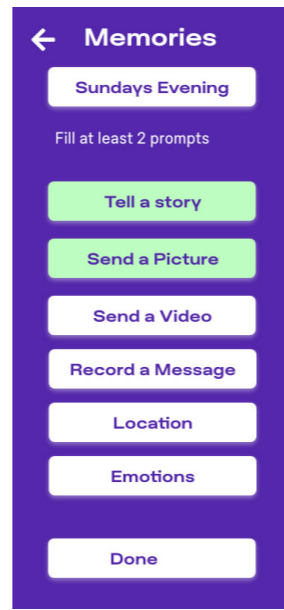 Memories
Sundays Evening
Fill at least 2 prompts
Tell a story
Send a Picture
Send a Video
Record a Message
Location
Emotions
Done